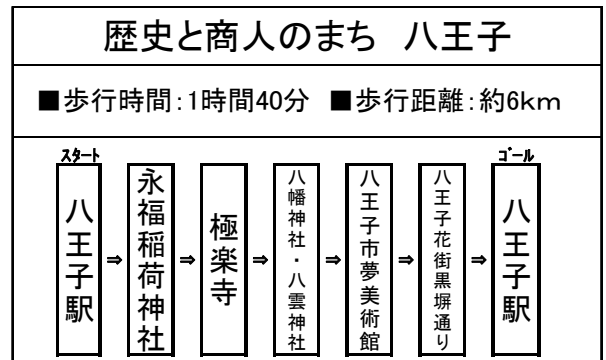 歴史と商人のまち 八王子
■歩行時間:1時間40分 ■歩行距離:約6km
ｽﾀｰﾄ
八王子駅
⇒
永福稲荷神社
⇒
極楽寺
⇒
八幡神社・八雲神社
⇒
八王子市夢美術館
⇒
八王子花街黒塀通り
⇒
ｺﾞｰﾙ
八王子駅